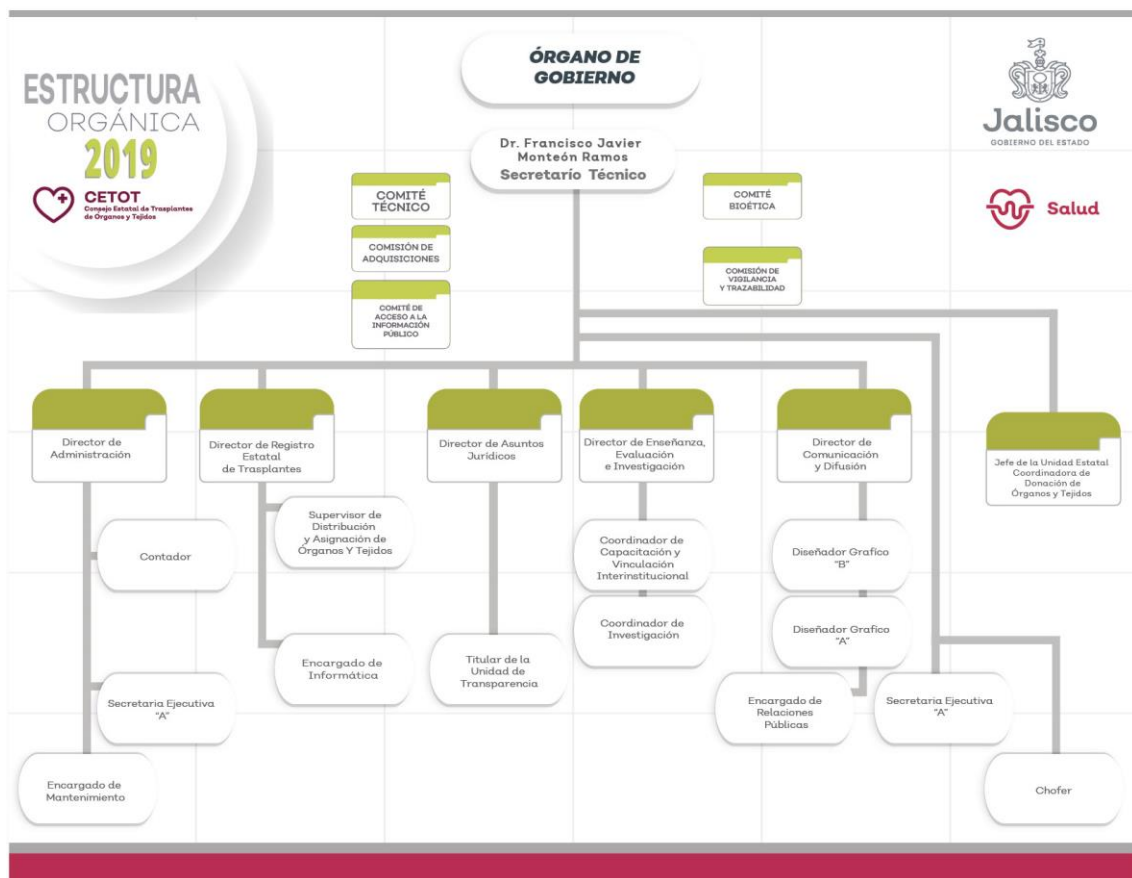 ESTRUCTURA
ORGÁNICA
2019
CETOT
Consejo Estatal de Trasplantes
de Órganos y Tejidos
ÓRGANO DE
GOBIERNO
Jalisco
GOBIERNO DEL ESTADO
Salud
Dr. Francisco Javier
Monteón Ramos
Secretario Técnico
COMITÉ
TÉCNICO
COMITÉ
BIOÉTICA
COMISIÓN DE
ADQUISICIONES
COMISIÓN DE
VIGILANCIA
Y TRAZABILIDAD
COMITÉ DE
ACCESO A LA
INFORMACIÓN
PÚBLICO
Director de
Administración
Director de Registro
Estatal
de Trasplantes
Director de Asuntos
Jurídicos
Director de Enseñanza,
Evaluación
e Investigación
Director de
Comunicación
y Difusión
Jefe de la Unidad Estatal
Coordinadora de
Donación de
Órganos y Tejidos
Contador
Supervisor de
Distribución
y Asignación de
Órganos Y Tejidos
Coordinador de
Capacitación y
Vinculación
Interinstitucional
Diseñador Grafico
"B"
Coordinador de
Investigación
Diseñador Grafico
"A"
Encargado de
Informática
Titular de la
Unidad de
Transparencia
Secretaria Ejecutiva
"A"
Encargado de
Relaciones
Públicas
Secretaria Ejecutiva
"A"
Encargado de
Mantenimiento
Chofer